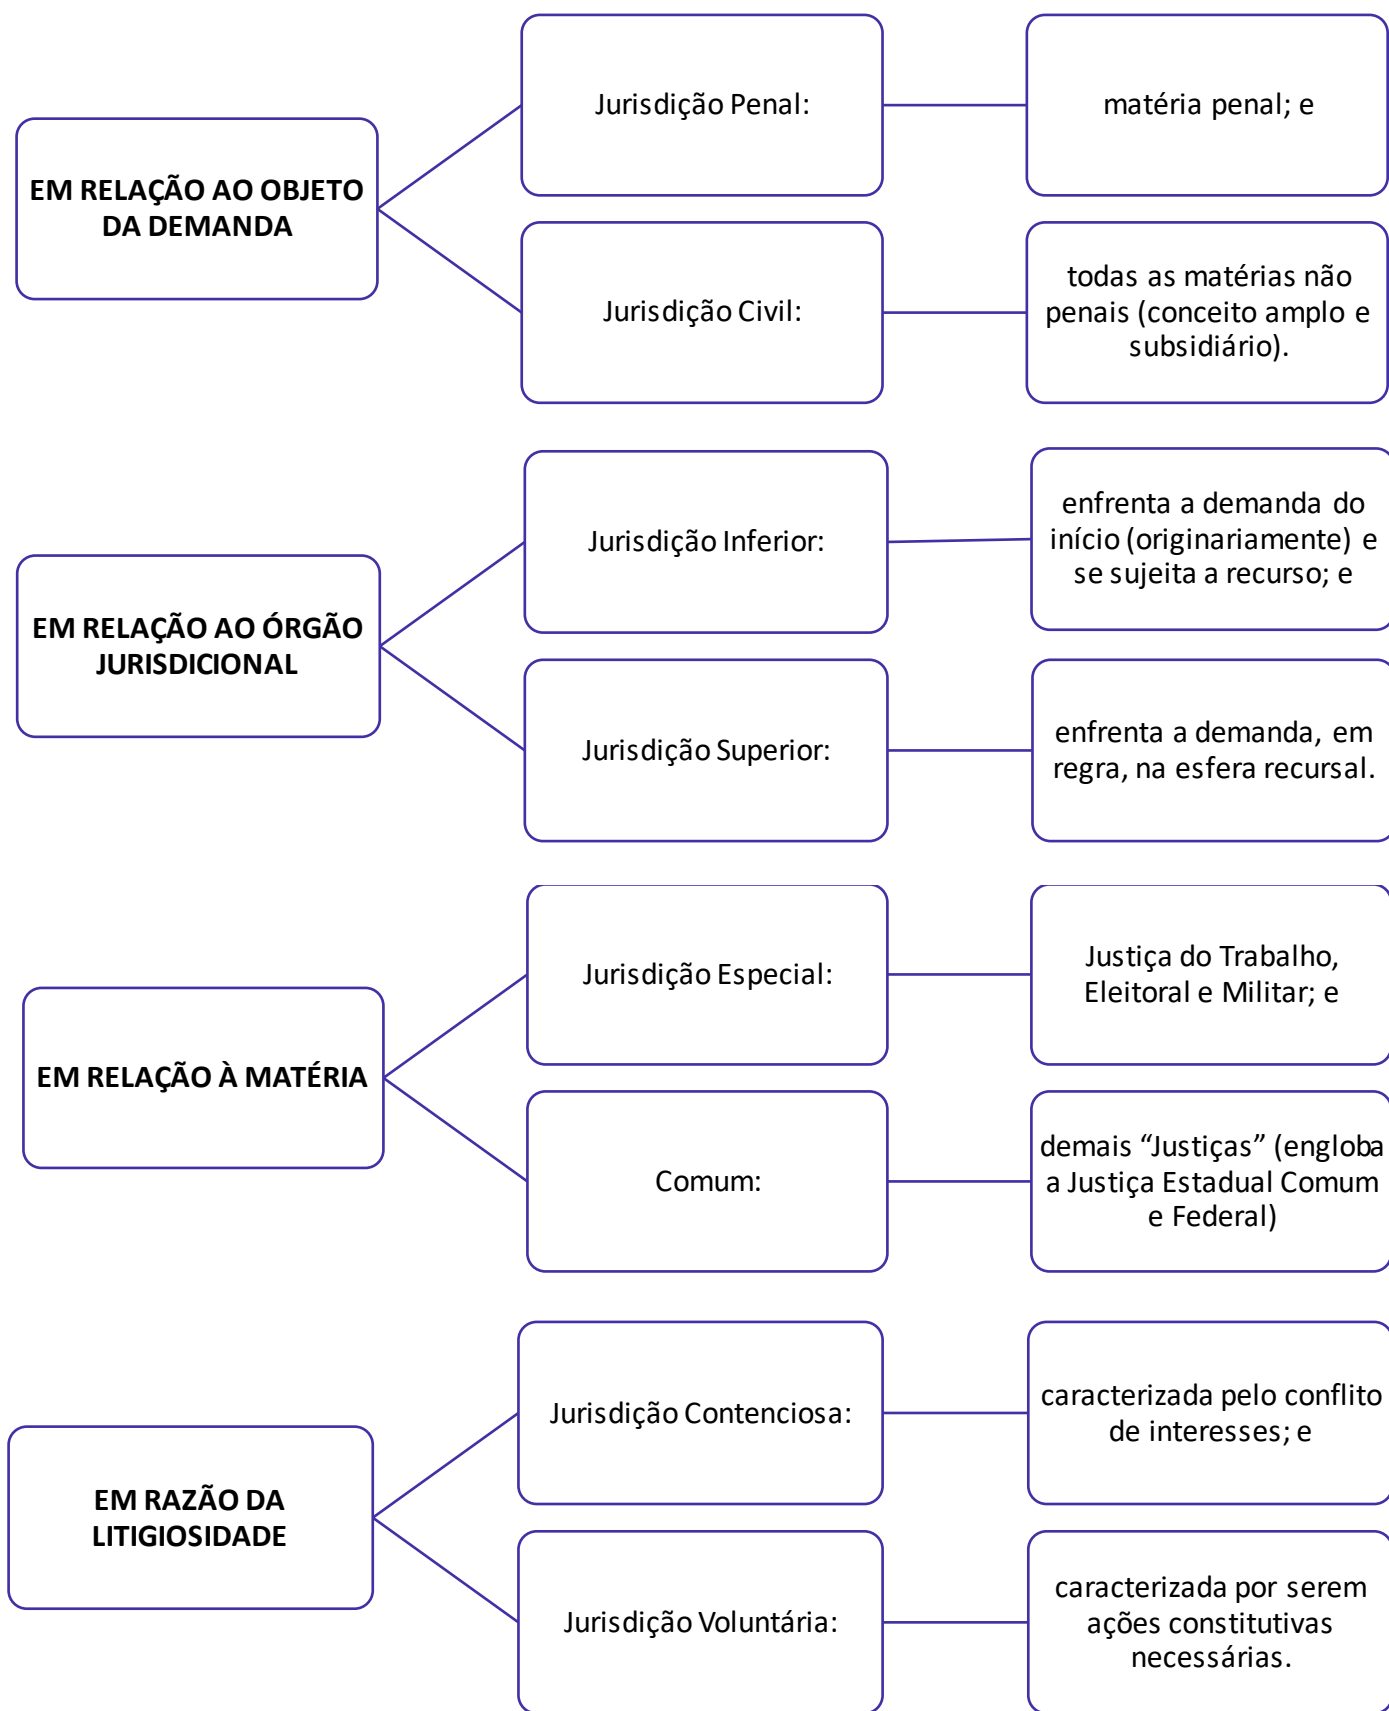 EM RELAÇÃO AO OBJETO
DA DEMANDA
Jurisdição Penal:
matéria penal; e
Jurisdição Civil:
todas as matérias não
penais (conceito amplo e
subsidiário).
EM RELAÇÃO AO ÓRGÃO
JURISDICIONAL
Jurisdição Inferior:
enfrenta a demanda do
início (originariamente) e
se sujeita a recurso; e
Jurisdição Superior:
enfrenta a demanda, em
regra, na esfera recursal.
EM RELAÇÃO À MATÉRIA
Jurisdição Especial:
Justiça do Trabalho,
Eleitoral e Militar; e
Comum:
demais “Justiças” (engloba
a Justiça Estadual Comum
e Federal)
EM RAZÃO DA
LITIGIOSIDADE
Jurisdição Contenciosa:
caracterizada pelo conflito
de interesses; e
Jurisdição Voluntária:
caracterizada por serem
ações constitutivas
necessárias.